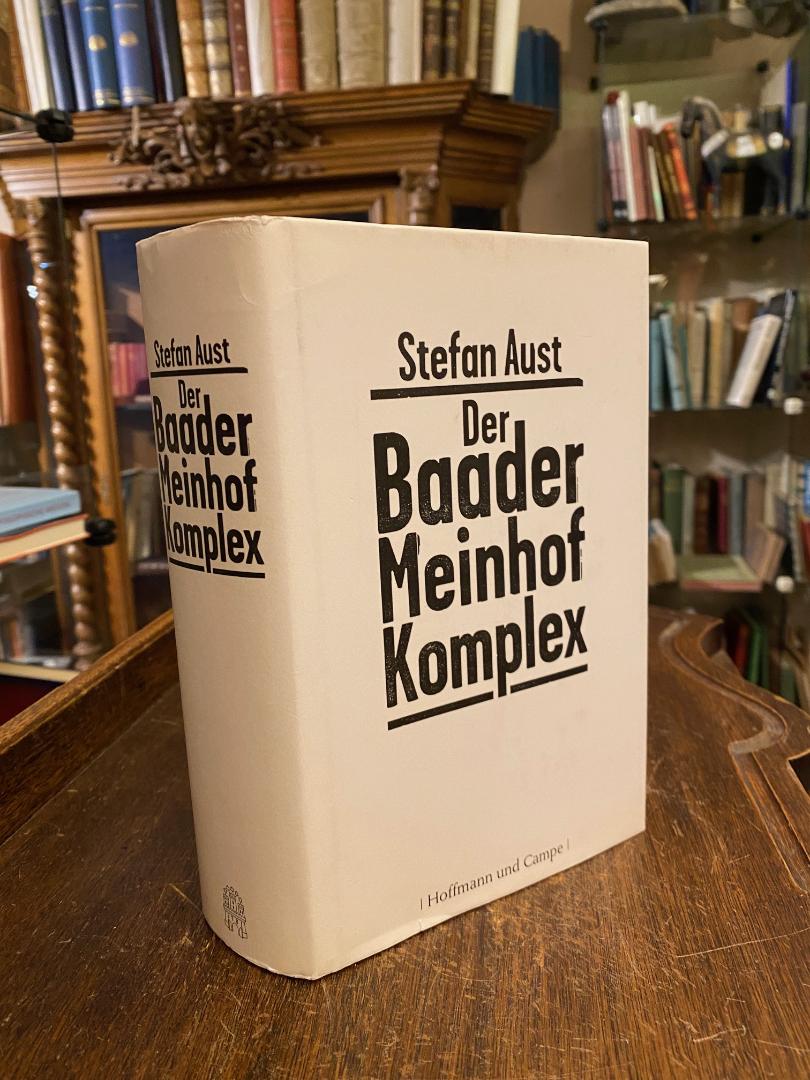 Stefan Aust
Der
Baader
Meinhof
Komplex
Stefan Aust
Der
Baader
Meinhof
Komplex
| Hoffmann und Campe |